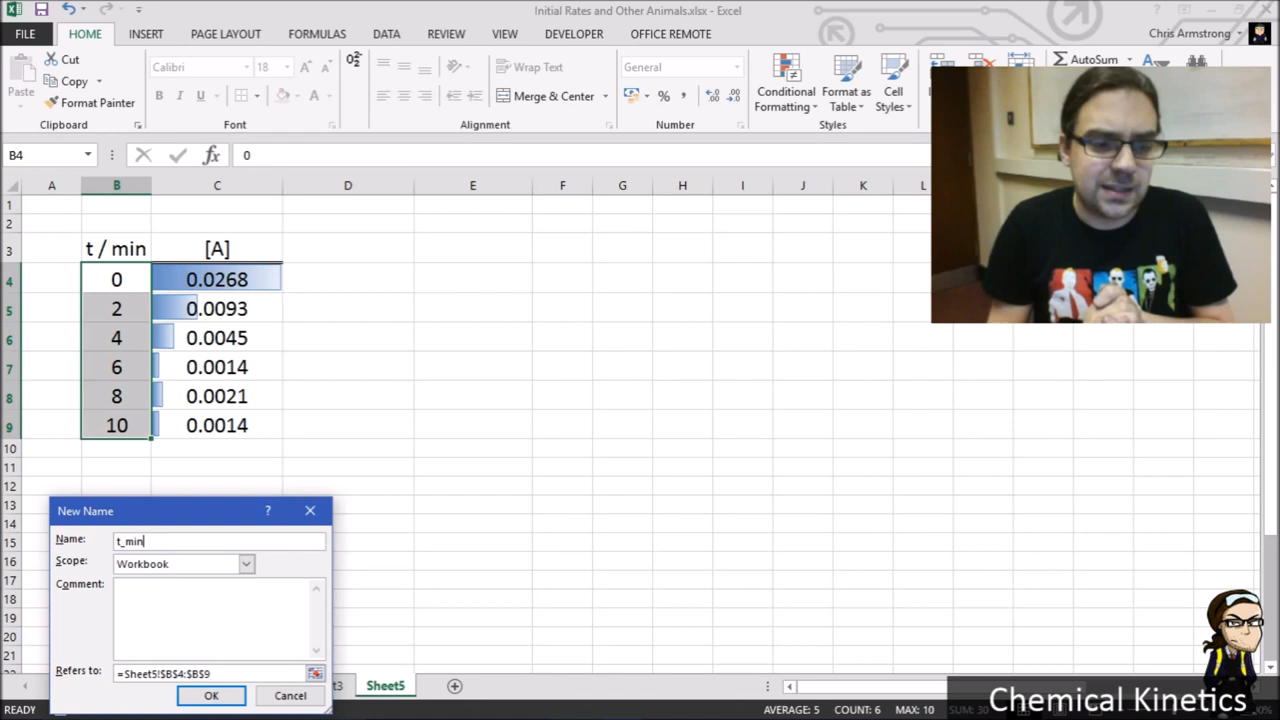 Initial Rates and Other Animals.xlsx - Excel
FILE HOME INSERT PAGE LAYOUT FORMULAS DATA REVIEW VIEW DEVELOPER OFFICE REMOTE
Chris Armstrong
Cut
Copy
Format Painter
Paste
Clipboard
Calibri 18
B I U
Font
Wrap Text
Merge & Center
Alignment
General
Number
Conditional Formatting
Format as Table
Cell Styles
Styles
AutoSum
B4 fx 0
A B C D E F G H I J K L
1
2
3 t / min [A]
4 0 0.0268
5 2 0.0093
6 4 0.0045
7 6 0.0014
8 8 0.0021
9 10 0.0014
10
11
12
13
14
15
16
17
18
19
20
21
New Name ?
Name: t_min
Scope: Workbook
Comment:
Refers to: =Sheet5!$B$4:$B$9
OK Cancel
Sheet5
READY AVERAGE: 5 COUNT: 6 MAX: 10 SUM: 30
Chemical Kinetics